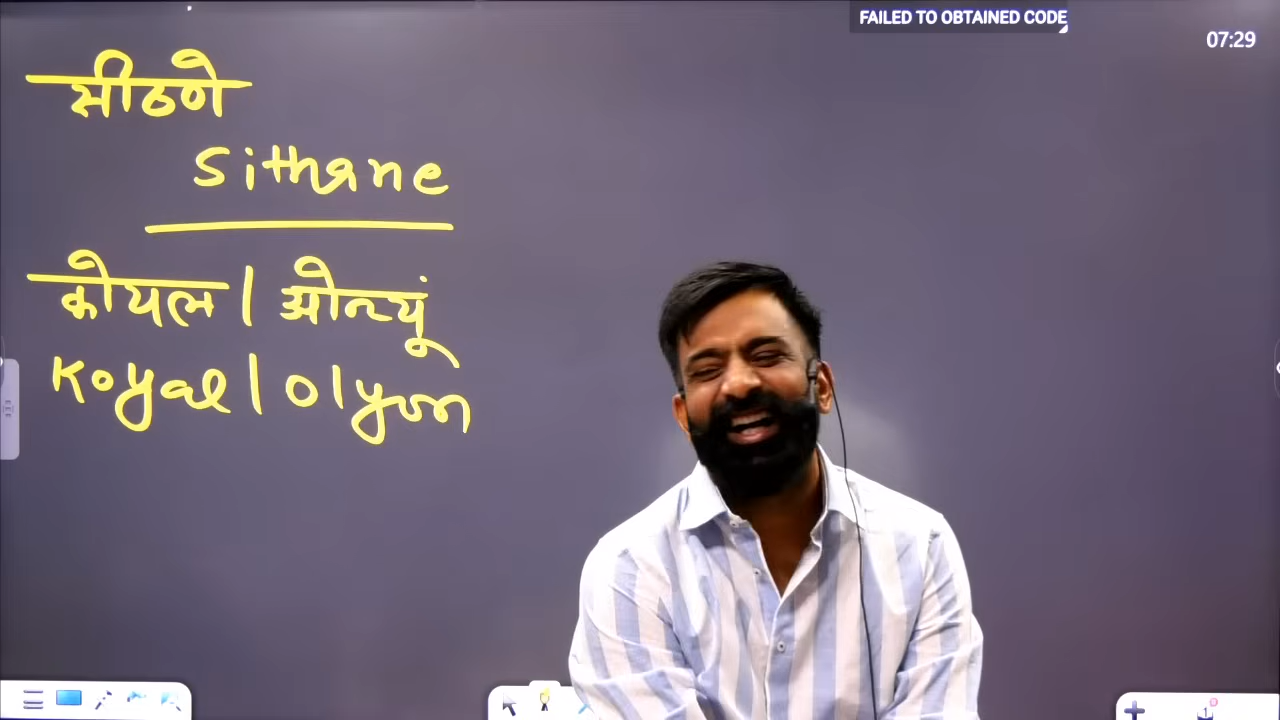 FAILED TO OBTAINED CODE
07:29
सीठणे
Sithane
कोयल | ओल्यूं
Koyal | Olyun